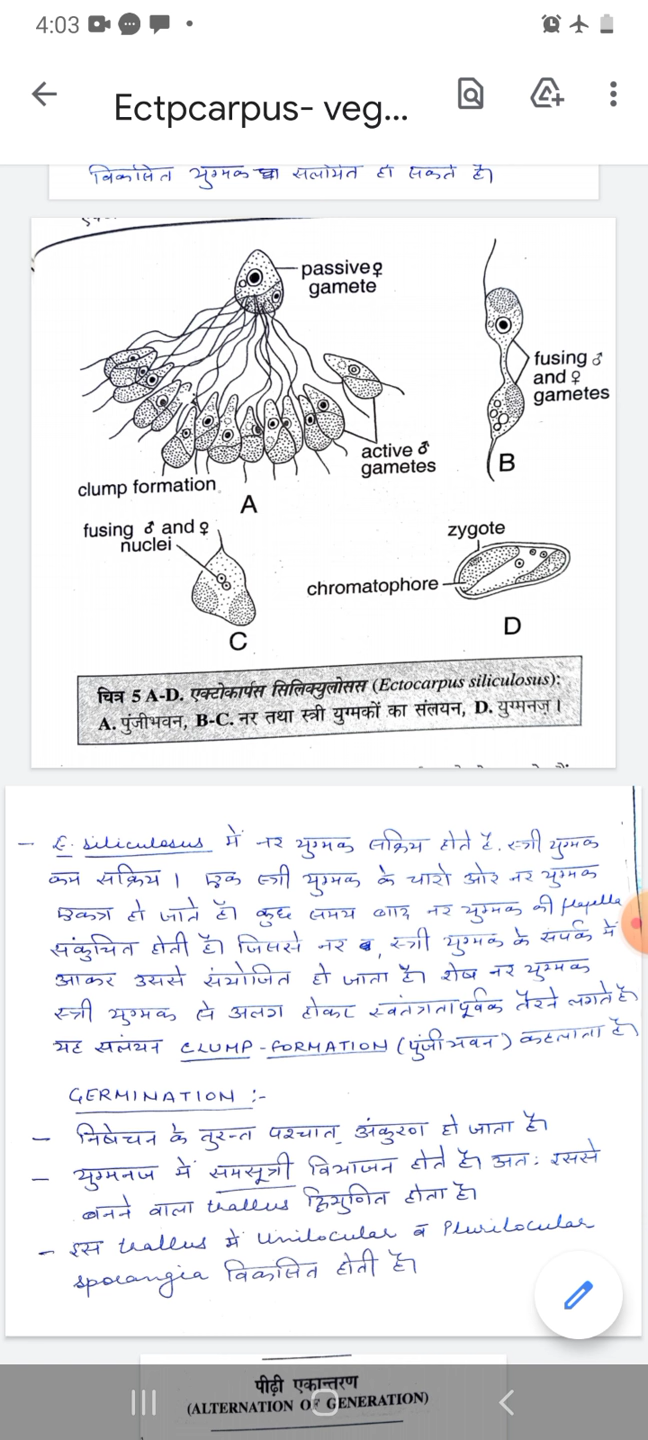 4:03
Ectpcarpus- veg...
विकसित युग्मक सलयित हो सकते है।
passive♀
gamete
fusing ♂
and ♀
gametes
active ♂
gametes
B
clump formation
A
fusing ♂ and ♀
nuclei
zygote
chromatophore
C
D
चित्र 5 A-D. एक्टोकार्पस सिलिक्युलोसस (Ectocarpus siliculosus):
A. पुंजीभवन, B-C. नर तथा स्त्री युग्मकों का संलयन, D. युग्मनज़।
- E. siliculosus में नर युग्मक सक्रिय होते है. स्त्री युग्मक
कम सक्रिय। एक स्त्री युग्मक के चारो ओर नर युग्मक
एकत्र हो जाते है। कुछ समय बाद नर युग्मक की flagella
संकुचित होती है। जिससे नर , स्त्री युग्मक के सपर्क में
आकर उससे संयोजित हो जाता है। शेष नर युग्मक
स्त्री युग्मक से अलग होकर स्वतंत्रतापूर्वक तैरने लगते है।
यह सलंयन CLUMP-FORMATION (पुंजीभवन) कहलाता है।
GERMINATION :-
- निषेचन के तुरन्त पश्चात अंकुरण हो जाता है।
- युग्मनज में समसूत्री विभाजन होते है। अत: इससे
बनने वाला thallus द्विगुणित होता है।
- इस thallus में Unilocular व Plurilocular
sporangia विकसित होती है।
पीढ़ी एकान्तरण
(ALTERNATION OF GENERATION)